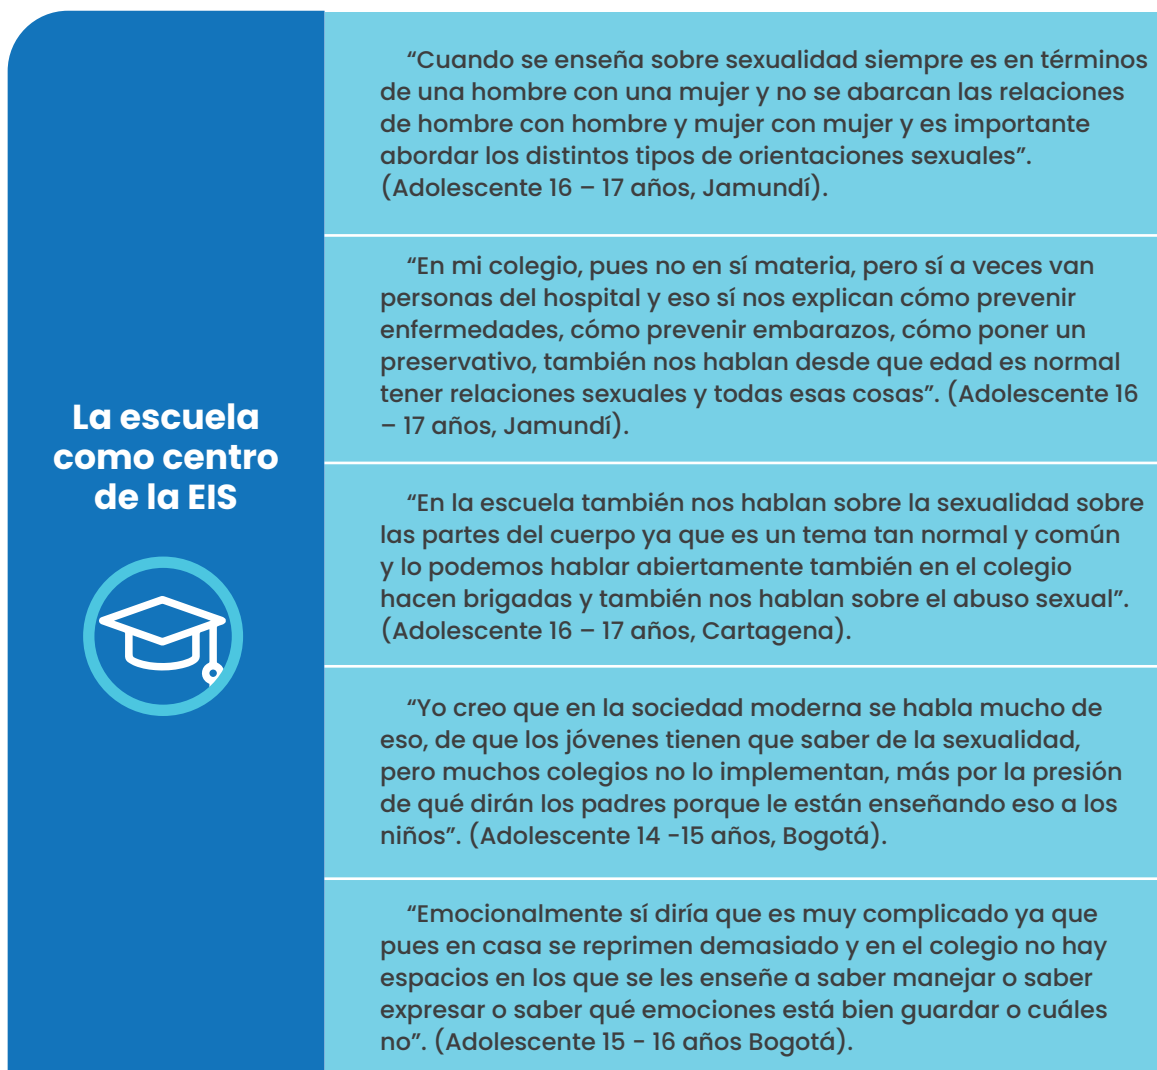 La escuela
como centro
de la EIS
“Cuando se enseña sobre sexualidad siempre es en términos
de una hombre con una mujer y no se abarcan las relaciones
de hombre con hombre y mujer con mujer y es importante
abordar los distintos tipos de orientaciones sexuales”.
(Adolescente 16 – 17 años, Jamundí).
“En mi colegio, pues no en sí materia, pero sí a veces van
personas del hospital y eso sí nos explican cómo prevenir
enfermedades, cómo prevenir embarazos, cómo poner un
preservativo, también nos hablan desde que edad es normal
tener relaciones sexuales y todas esas cosas”. (Adolescente 16
– 17 años, Jamundí).
“En la escuela también nos hablan sobre la sexualidad sobre
las partes del cuerpo ya que es un tema tan normal y común
y lo podemos hablar abiertamente también en el colegio
hacen brigadas y también nos hablan sobre el abuso sexual”.
(Adolescente 16 – 17 años, Cartagena).
“Yo creo que en la sociedad moderna se habla mucho de
eso, de que los jóvenes tienen que saber de la sexualidad,
pero muchos colegios no lo implementan, más por la presión
de qué dirán los padres porque le están enseñando eso a los
niños”. (Adolescente 14 -15 años, Bogotá).
“Emocionalmente sí diría que es muy complicado ya que
pues en casa se reprimen demasiado y en el colegio no hay
espacios en los que se les enseñe a saber manejar o saber
expresar o saber qué emociones está bien guardar o cuáles
no”. (Adolescente 15 - 16 años Bogotá).